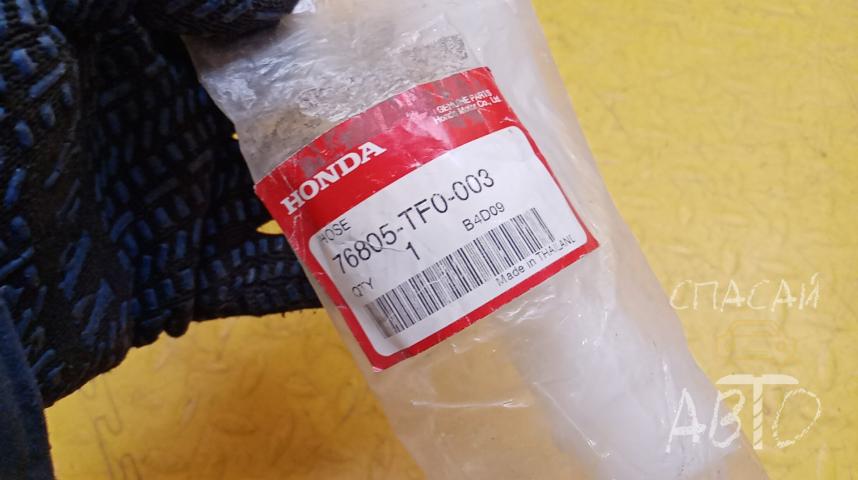 GENUINE PARTS
Honda Motor Co., Ltd.
HONDA
HOSE
76805-TF0-003
QTY 1 B4D09
Made in THAILAND
СПАСАЙ
АВТО